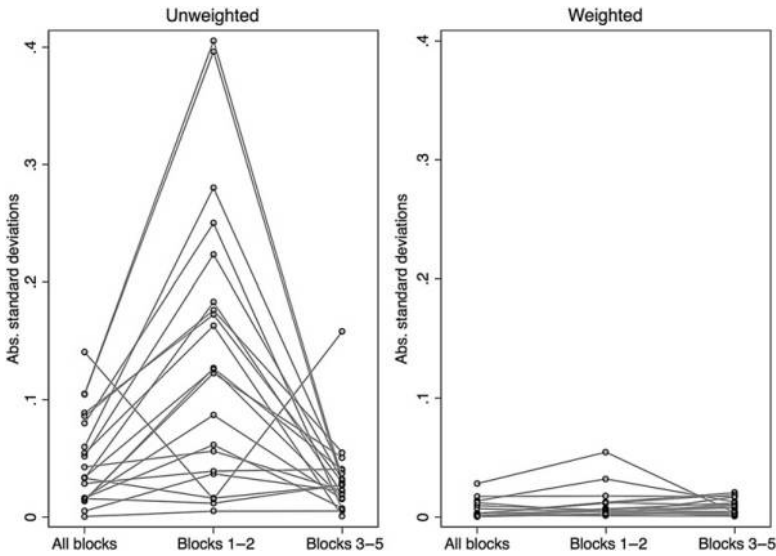 Unweighted
Abs. standard deviations
.4
.3
.2
.1
0
All blocks Blocks 1–2 Blocks 3–5
Weighted
Abs. standard deviations
.4
.3
.2
.1
0
All blocks Blocks 1–2 Blocks 3–5